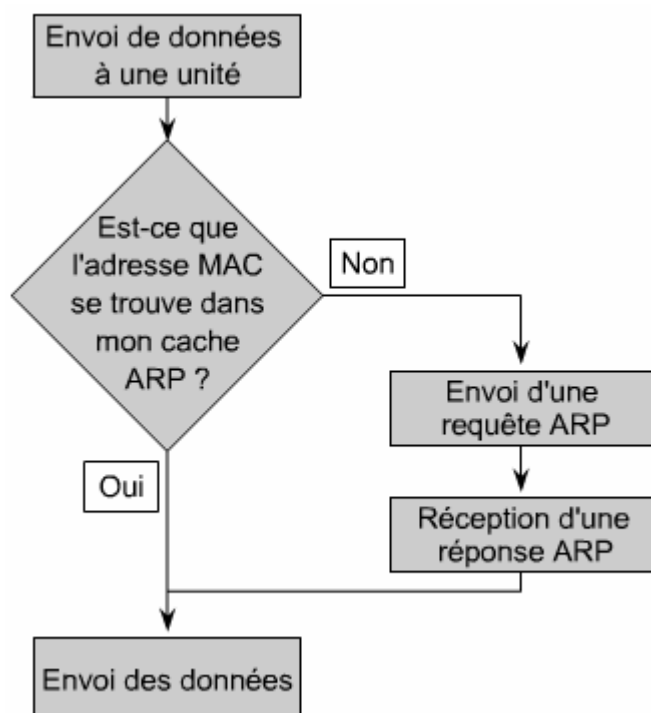 Envoi de données
à une unité
Est-ce que
l'adresse MAC
se trouve dans
mon cache
ARP ?
Non
Envoi d'une
requête ARP
Oui
Réception d'une
réponse ARP
Envoi des données